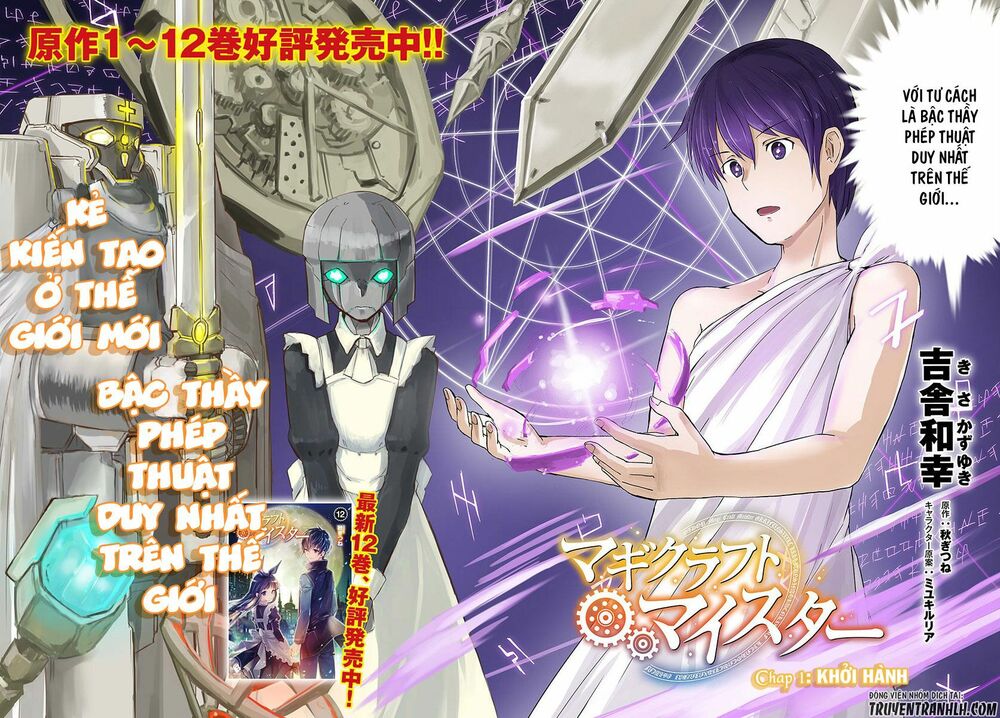 原作1～12巻好評発売中!!
VỚI TƯ CÁCH
LÀ BẬC THẦY
PHÉP THUẬT
DUY NHẤT
TRÊN THẾ
GIỚI...
KẺ
KIẾN TẠO
Ở THẾ
GIỚI MỚI
BẬC THẦY
PHÉP
THUẬT
DUY NHẤT
TRÊN THẾ
GIỚI
最新12巻、好評発売中!
吉舎和幸
きさかずゆき
原作：秋ぎつね
キャラクター原案：ミユキルリア
マギクラフト
マイスター
Chap 1: KHỞI HÀNH
ĐỘNG VIÊN NHÓM DỊCH TẠI:
TRUYENTRANHLH.COM